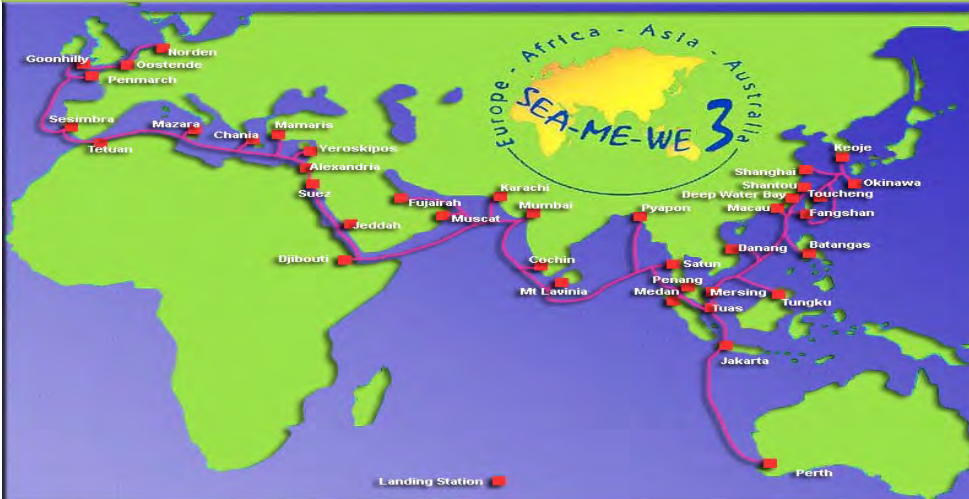 Europe - Africa - Asia - Australia
SEA-ME-WE 3
Norden
Goonhilly
Oostende
Penmarch
Sesimbra
Mazara
Mamaris
Chania
Tetuan
Yeroskipos
Alexandria
Suez
Karachi
Fujairah
Mumbai
Muscat
Jeddah
Djibouti
Cochin
Mt Lavinia
Pyapon
Keoje
Shanghai
Okinawa
Shantou
Deep Water Bay
Toucheng
Macau
Fangshan
Danang
Batangas
Satun
Penang
Medan
Mersing
Tungku
Tuas
Jakarta
Perth
Landing Station